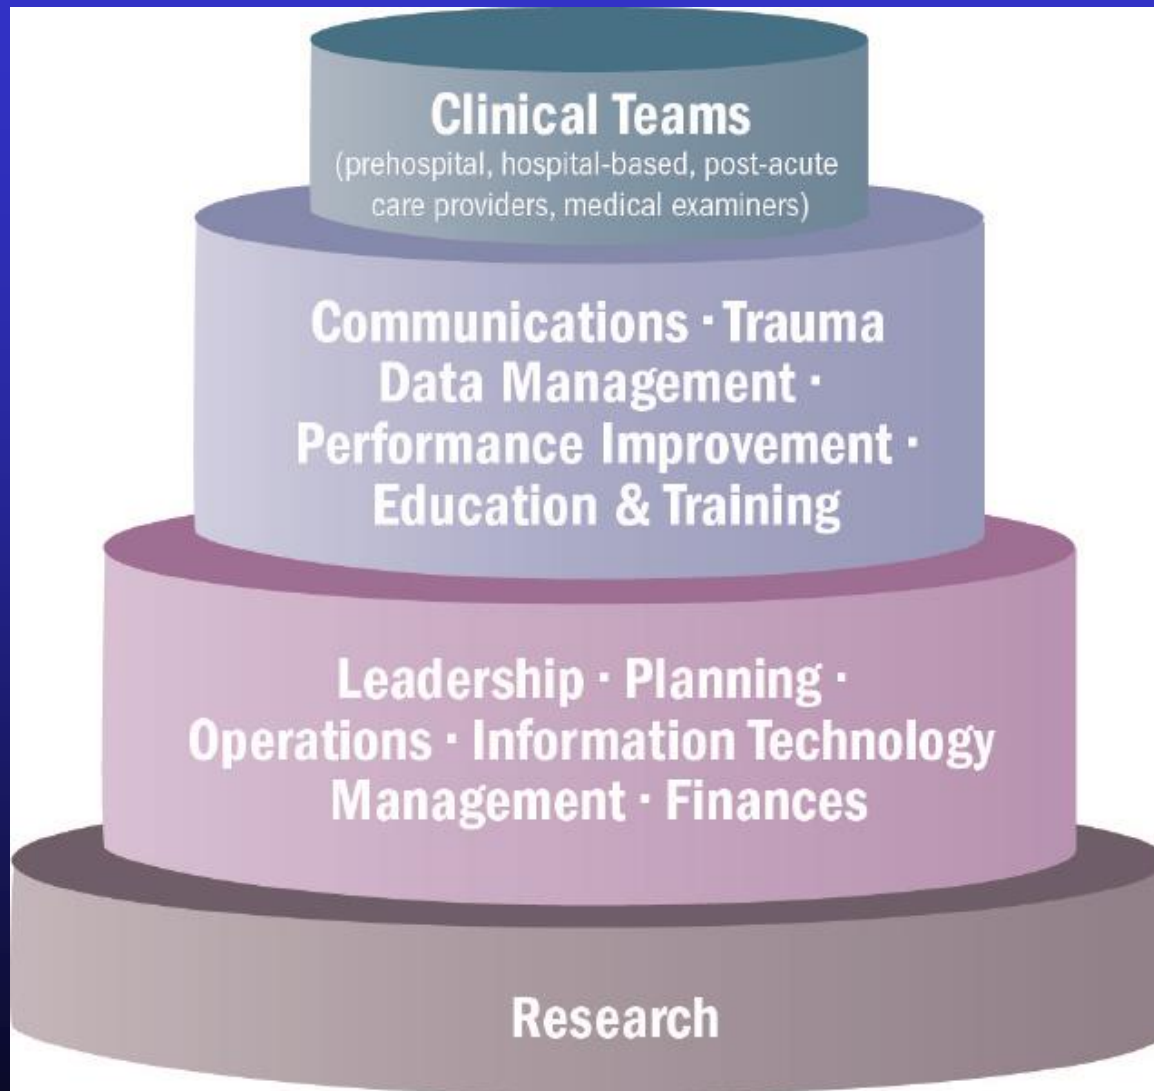 Clinical Teams
(prehospital, hospital-based, post-acute
care providers, medical examiners)
Communications · Trauma
Data Management ·
Performance Improvement ·
Education & Training
Leadership · Planning ·
Operations · Information Technology
Management · Finances
Research